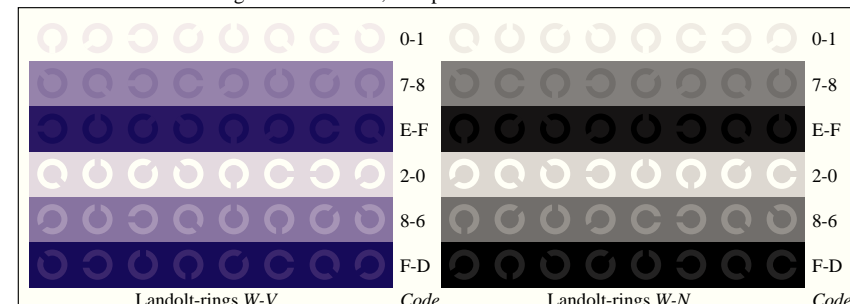 0-1 0-1
7-8 7-8
E-F E-F
2-0 2-0
8-6 8-6
F-D F-D
Landolt-rings W-V Code Landolt-rings W-N Code